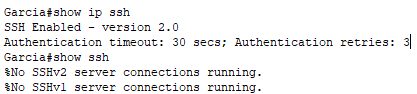 Garcia#show ip ssh
SSH Enabled - version 2.0
Authentication timeout: 30 secs; Authentication retries: 3
Garcia#show ssh
%No SSHv2 server connections running.
%No SSHv1 server connections running.